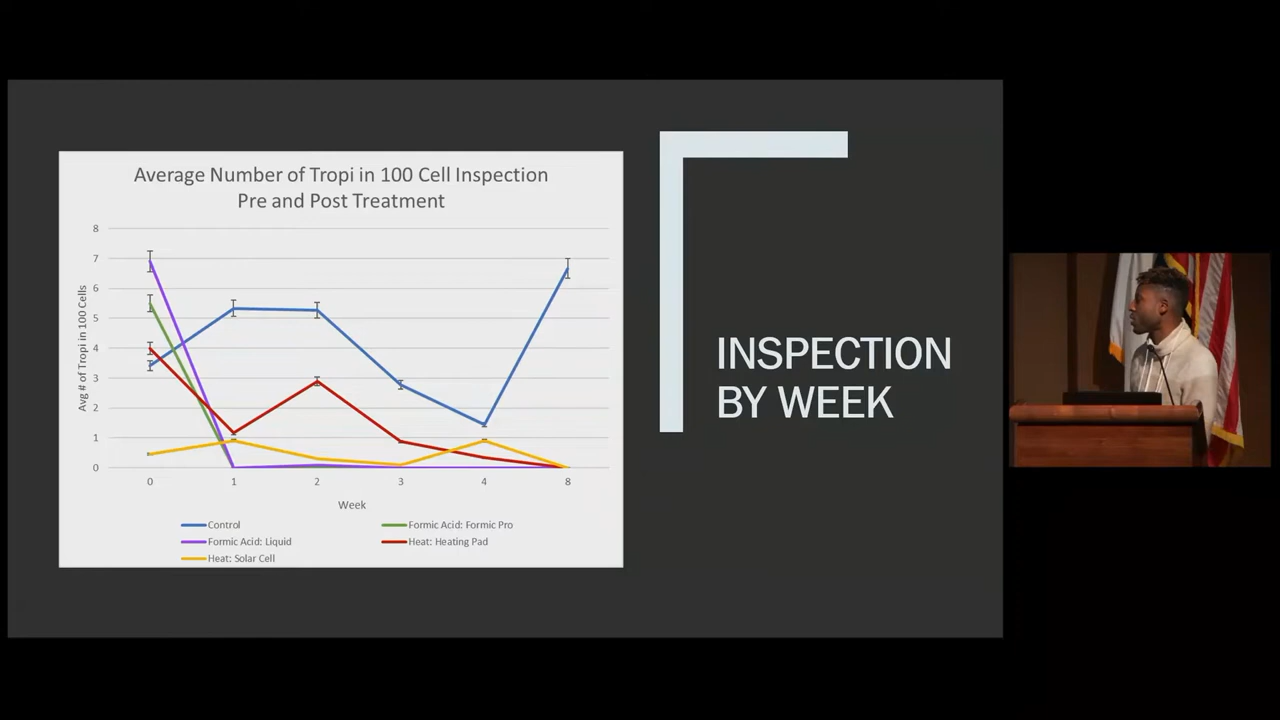 Average Number of Tropi in 100 Cell Inspection
Pre and Post Treatment
Avg # of Tropi in 100 Cells
8
7
6
5
4
3
2
1
0
0 1 2 3 4 8
Week
Control Formic Acid: Formic Pro
Formic Acid: Liquid Heat: Heating Pad
Heat: Solar Cell
INSPECTION
BY WEEK